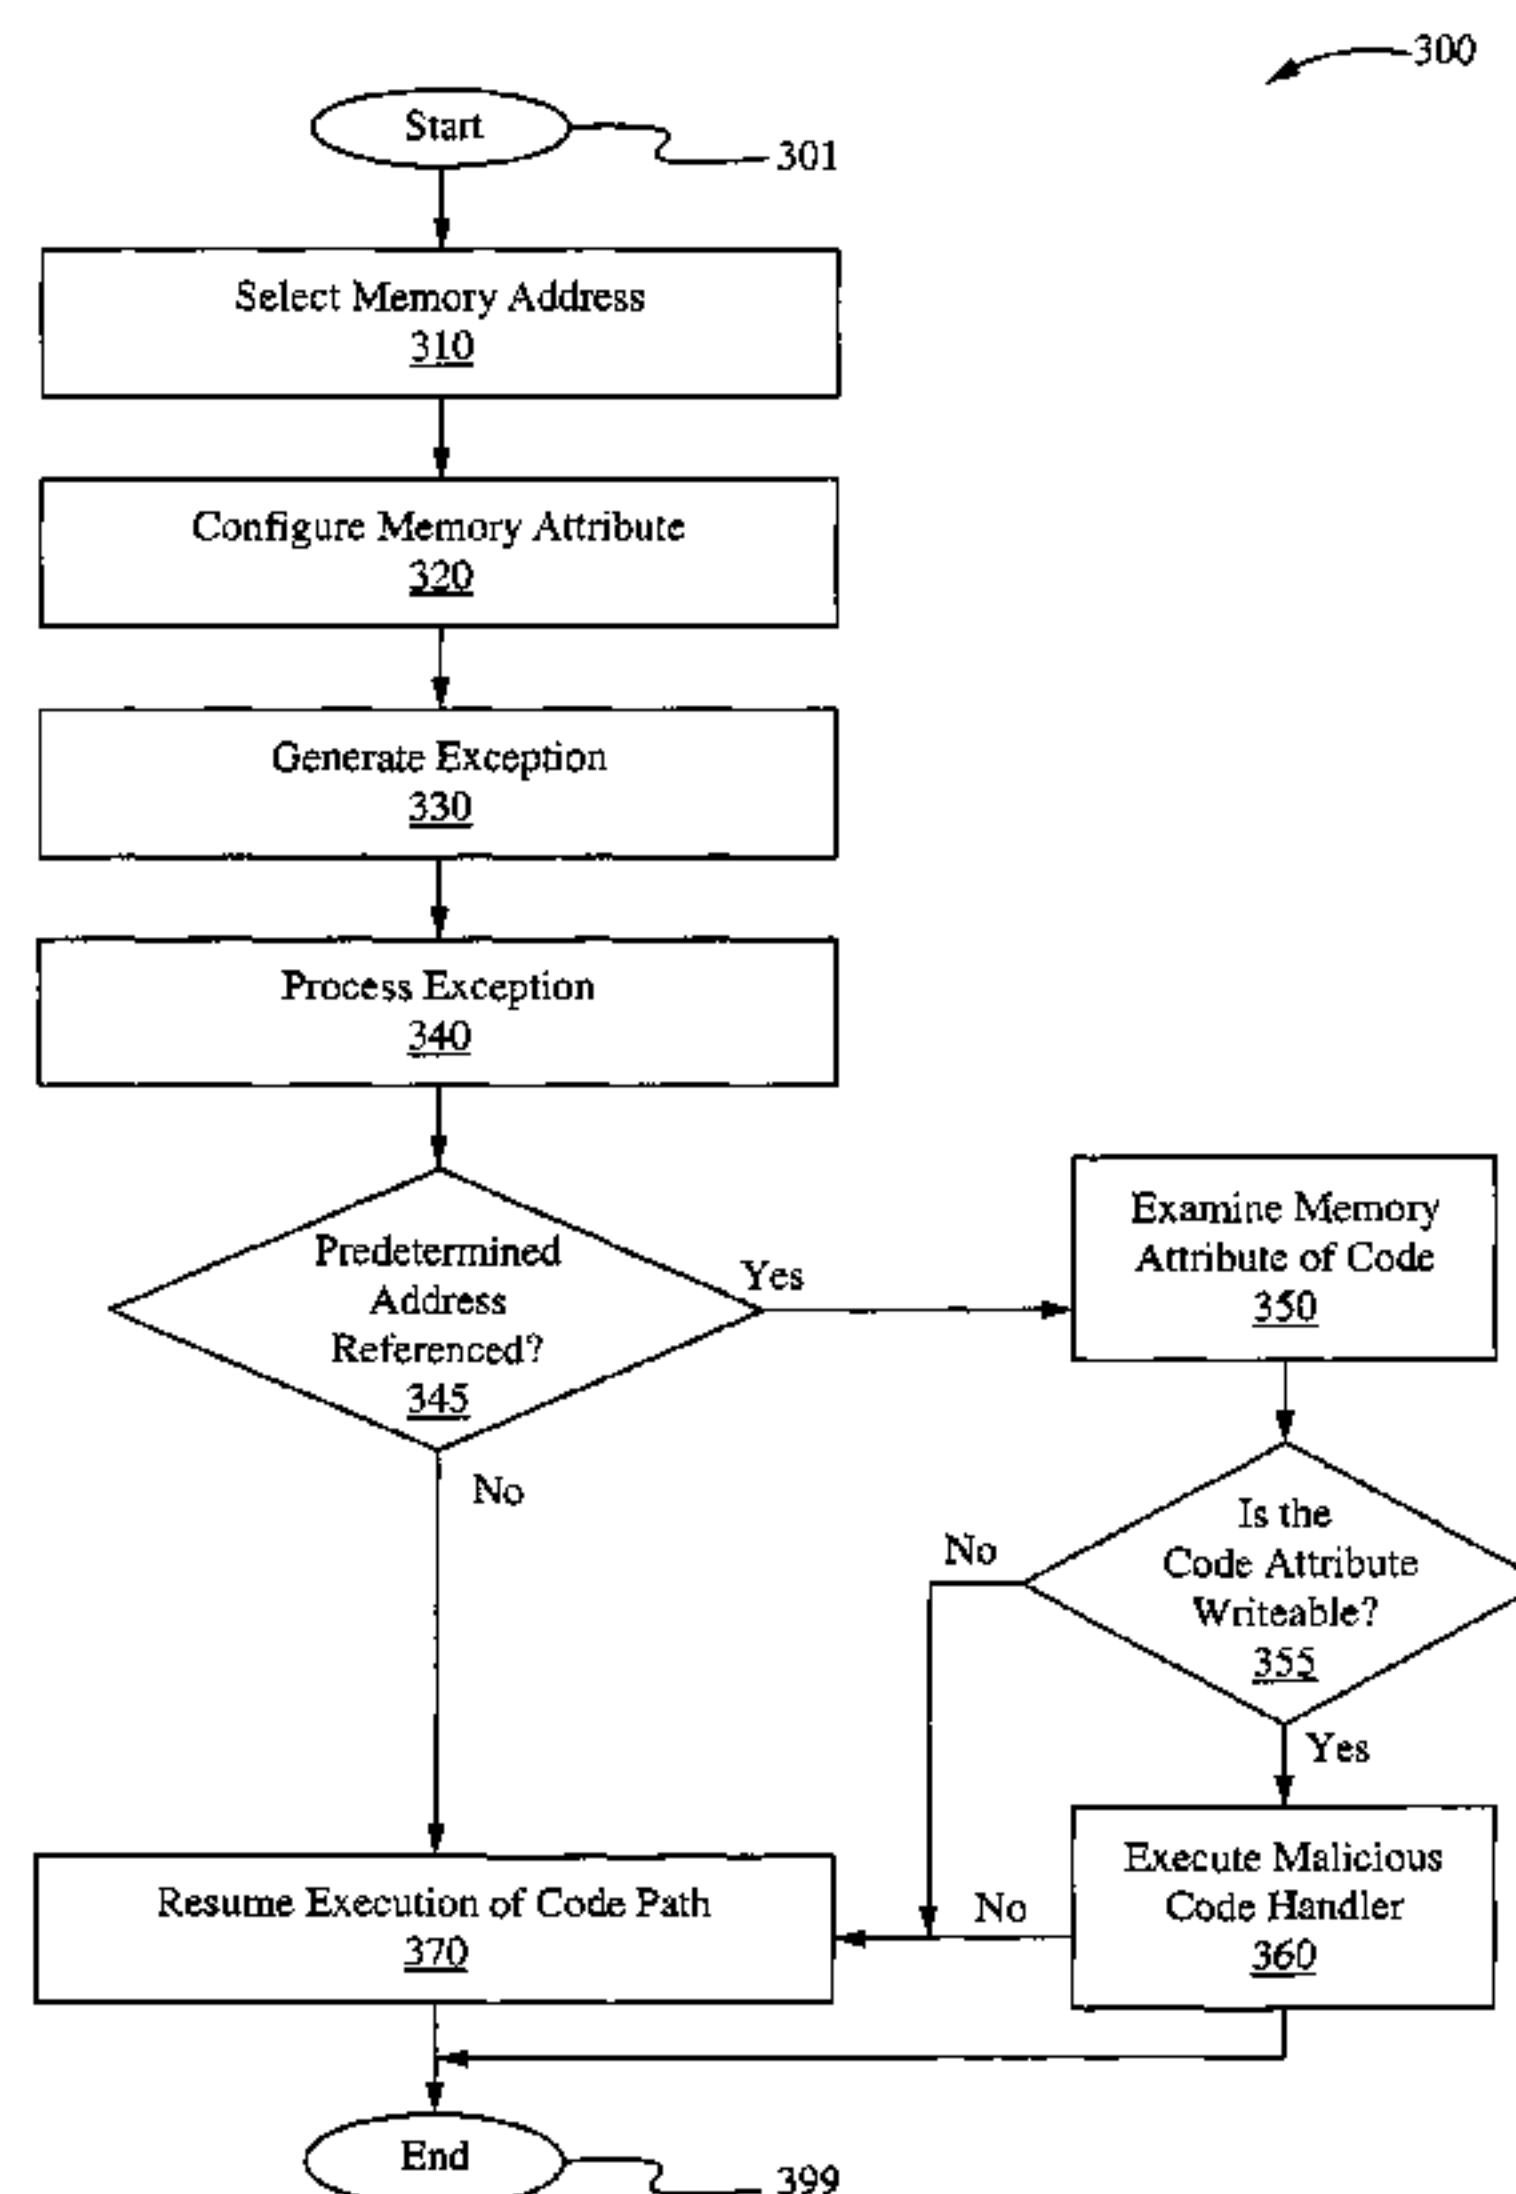 300
Start
301
Select Memory Address
310
Configure Memory Attribute
320
Generate Exception
330
Process Exception
340
Predetermined
Address
Referenced?
345
Yes
No
Examine Memory
Attribute of Code
350
Is the
Code Attribute
Writeable?
355
No
Yes
Execute Malicious
Code Handler
360
No
Resume Execution of Code Path
370
End
399